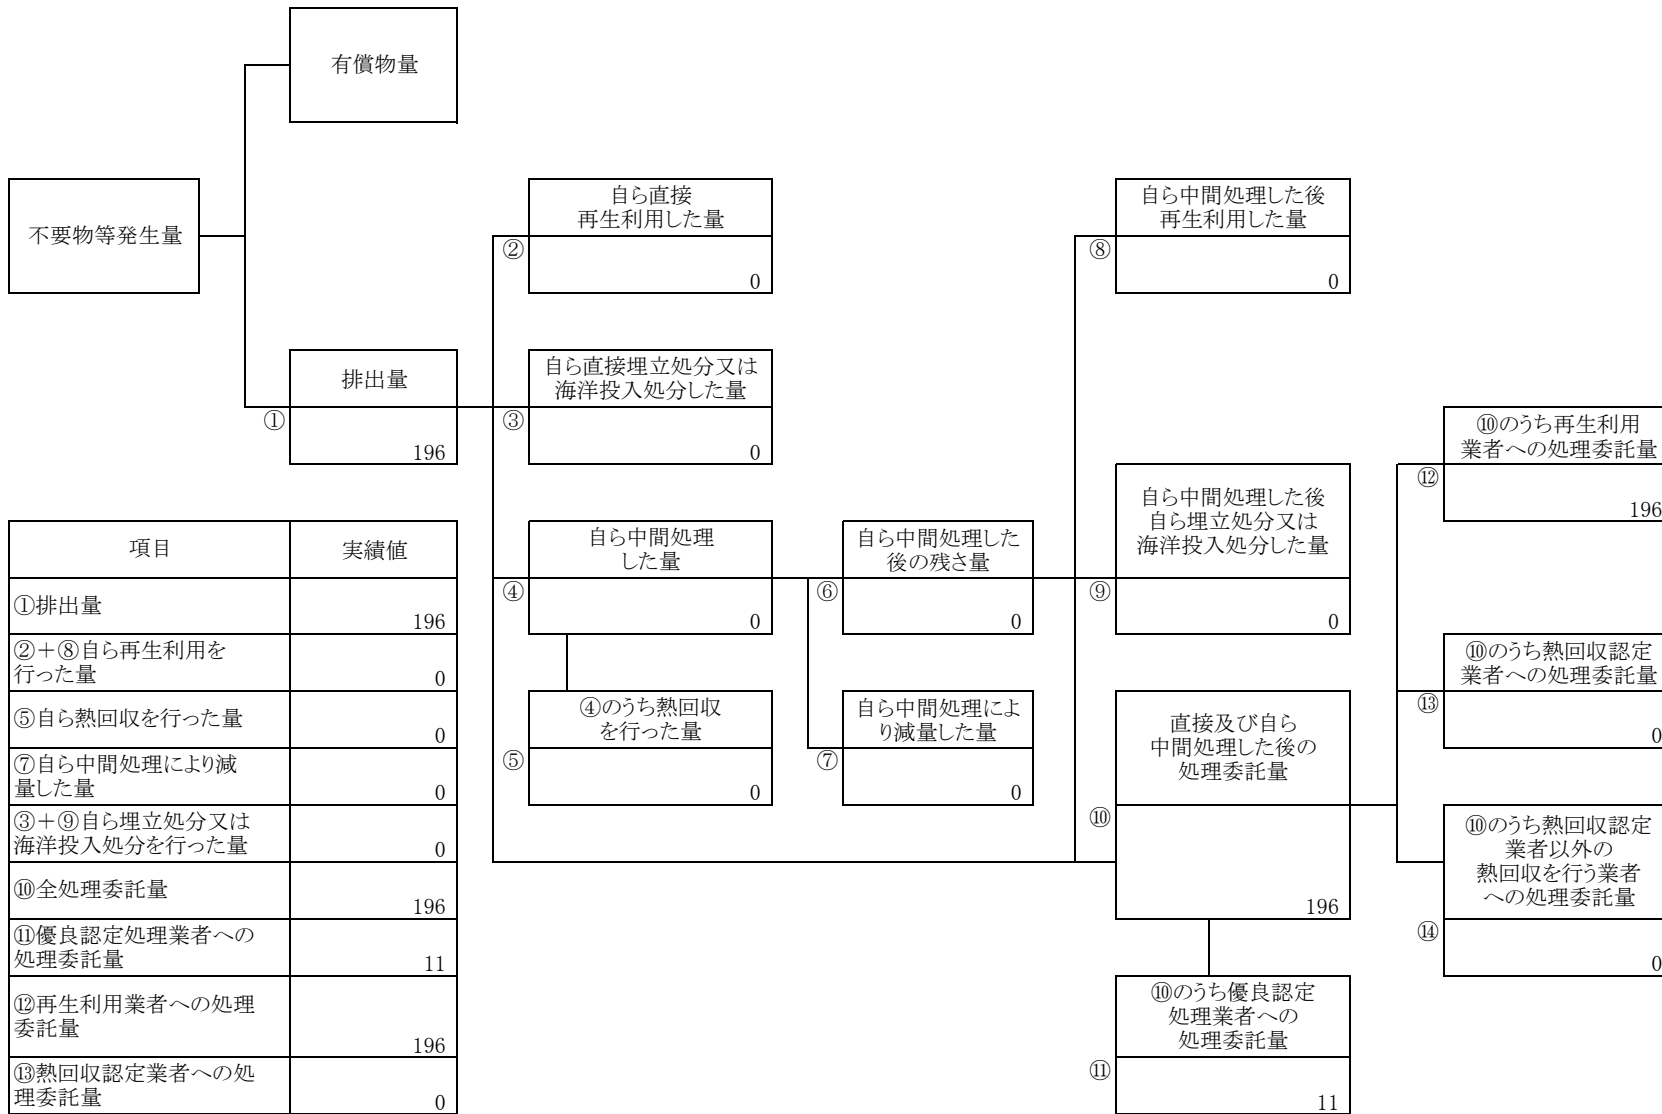 有償物量
不要物等発生量
自ら直接
再生利用した量
②
0
自ら中間処理した後
再生利用した量
⑧
0
排出量
①
196
自ら直接埋立処分又は
海洋投入処分した量
③
0
⑩のうち再生利用
業者への処理委託量
⑫
196
自ら中間処理した後
自ら埋立処分又は
海洋投入処分した量
⑨
0
自ら中間処理
した量
④
0
自ら中間処理した
後の残さ量
⑥
0
⑩のうち熱回収認定
業者への処理委託量
⑬
0
④のうち熱回収
を行った量
⑤
0
自ら中間処理によ
り減量した量
⑦
0
直接及び自ら
中間処理した後の
処理委託量
⑩
196
⑩のうち熱回収認定
業者以外の
熱回収を行う業者
への処理委託量
⑭
0
⑩のうち優良認定
処理業者への
処理委託量
⑪
11
項目 実績値
①排出量 196
②+⑧自ら再生利用を
行った量 0
⑤自ら熱回収を行った量 0
⑦自ら中間処理により減
量した量 0
③+⑨自ら埋立処分又は
海洋投入処分を行った量 0
⑩全処理委託量 196
⑪優良認定処理業者への
処理委託量 11
⑫再生利用業者への処理
委託量 196
⑬熱回収認定業者への処
理委託量 0